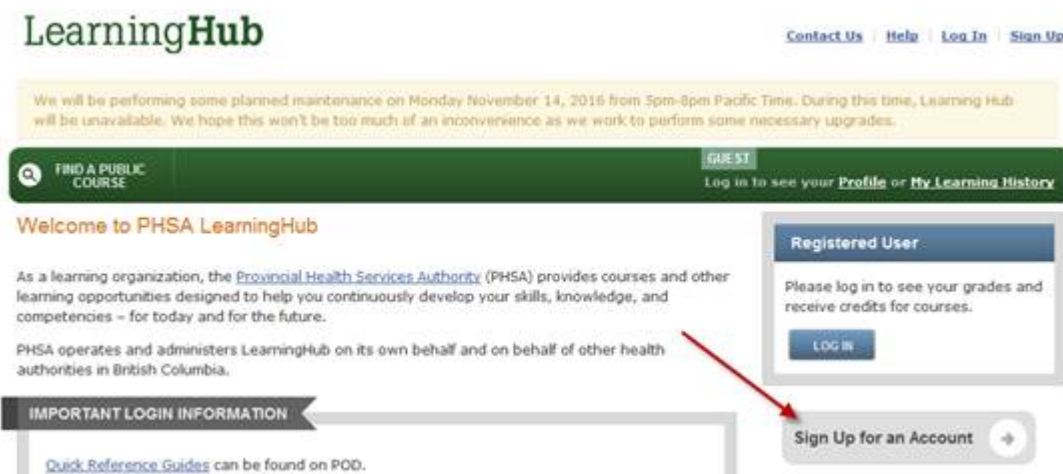 LearningHub
Contact Us | Help | Log In | Sign Up
We will be performing some planned maintenance on Monday November 14, 2016 from 5pm-8pm Pacific Time. During this time, Learning Hub
will be unavailable. We hope this won't be too much of an inconvenience as we work to perform some necessary upgrades.
FIND A PUBLIC
COURSE
GUEST
Log in to see your Profile or My Learning History
Welcome to PHSA LearningHub
As a learning organization, the Provincial Health Services Authority (PHSA) provides courses and other
learning opportunities designed to help you continuously develop your skills, knowledge, and
competencies – for today and for the future.
PHSA operates and administers LearningHub on its own behalf and on behalf of other health
authorities in British Columbia.
IMPORTANT LOGIN INFORMATION
Quick Reference Guides can be found on POD.
Registered User
Please log in to see your grades and
receive credits for courses.
LOG IN
Sign Up for an Account